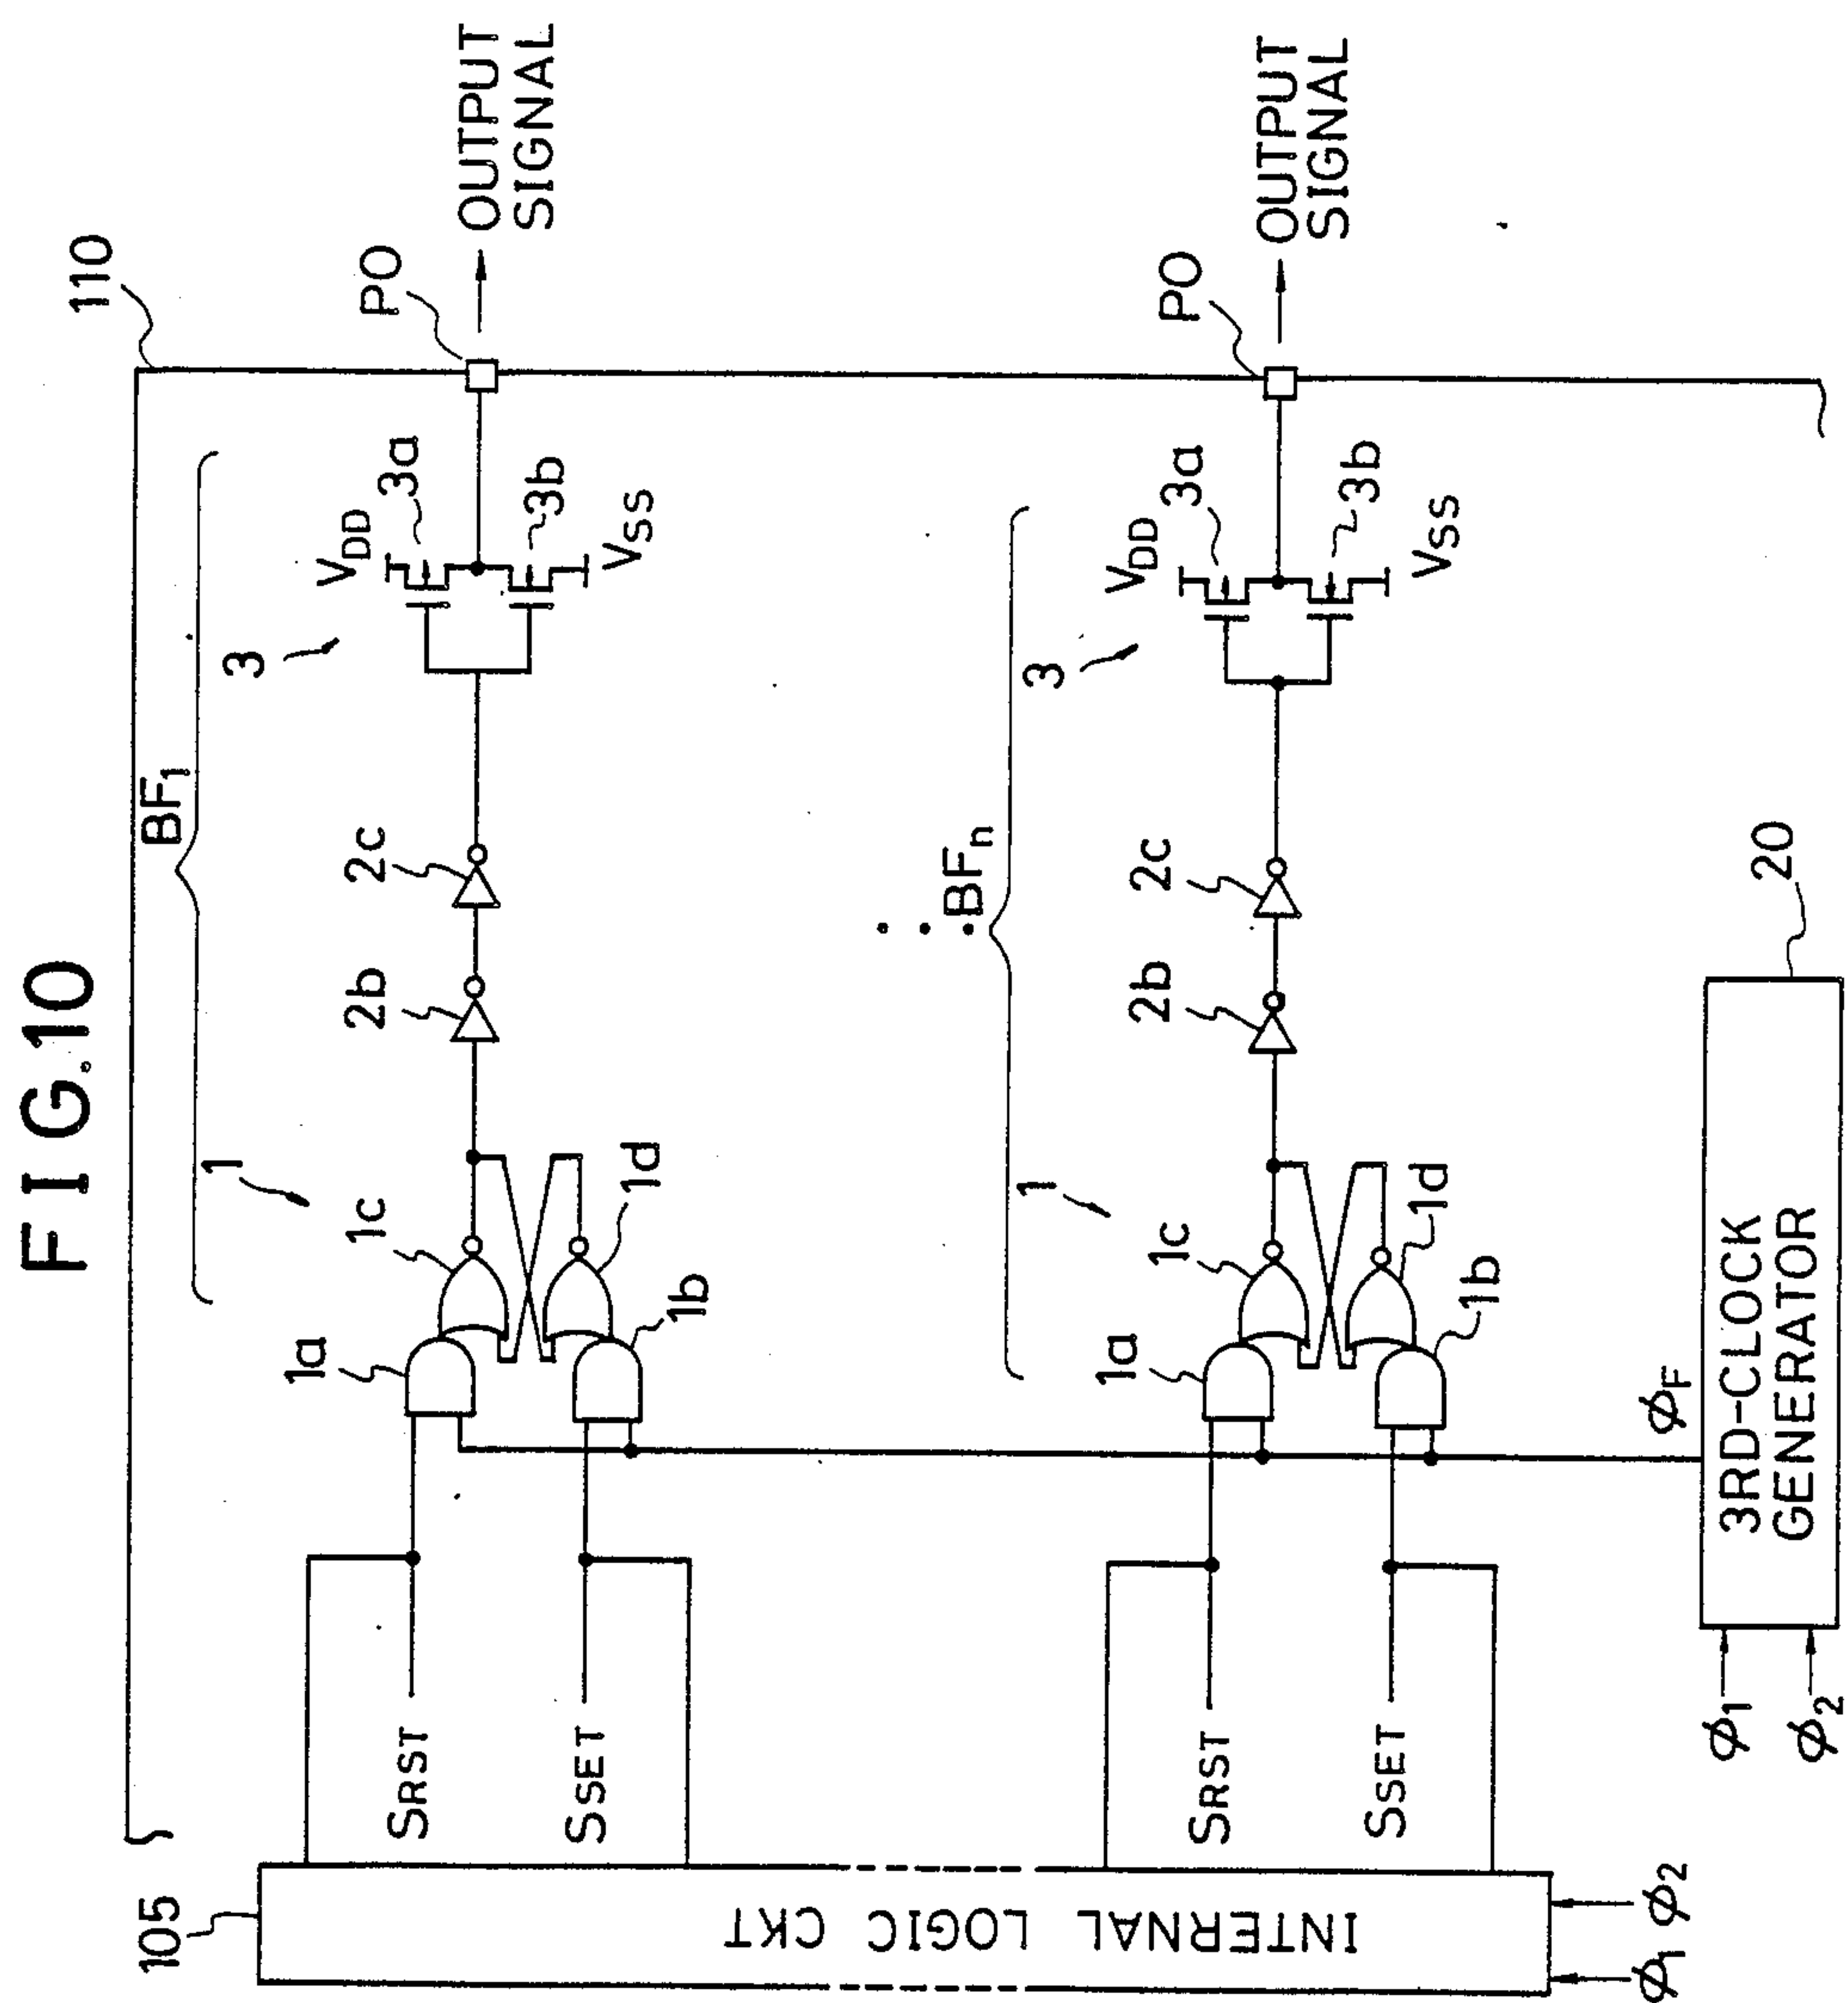 FIG.10
110
BF1
1
3
VDD
3a
PO
OUTPUT
SIGNAL
1a
1c
2b
2c
3b
VSS
1d
1b
SRST
SSET
105
INTERNAL LOGIC CKT
BFn
1
3
VDD
3a
PO
OUTPUT
SIGNAL
1a
1c
2b
2c
3b
VSS
1d
1b
SRST
SSET
ϕF
20
3RD-CLOCK
GENERATOR
ϕ1
ϕ2
ϕ1
ϕ2